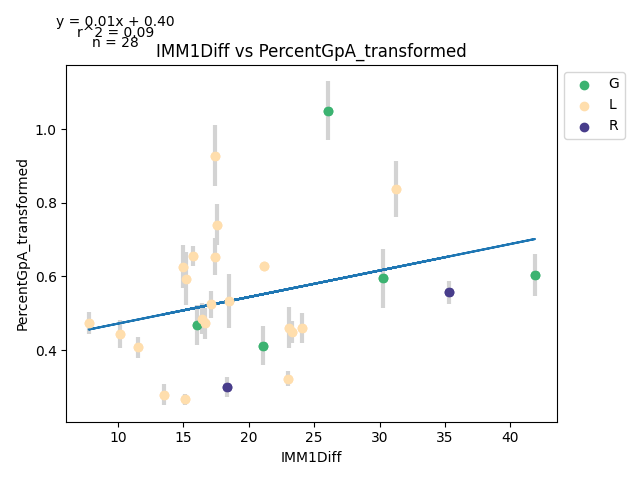 y = 0.01x + 0.40
r^2 = 0.09
n = 28
IMM1Diff vs PercentGpA_transformed
G
L
R
PercentGpA_transformed
1.0
0.8
0.6
0.4
10 15 20 25 30 35 40
IMM1Diff